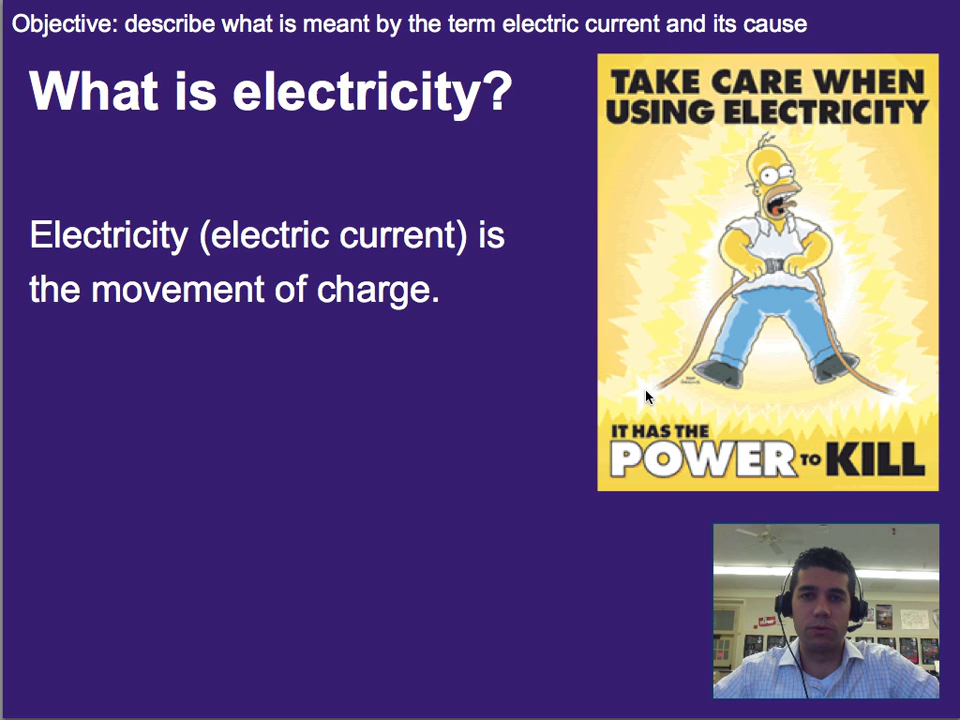 Objective: describe what is meant by the term electric current and its cause
What is electricity?
Electricity (electric current) is
the movement of charge.
TAKE CARE WHEN
USING ELECTRICITY
IT HAS THE
POWER TO KILL